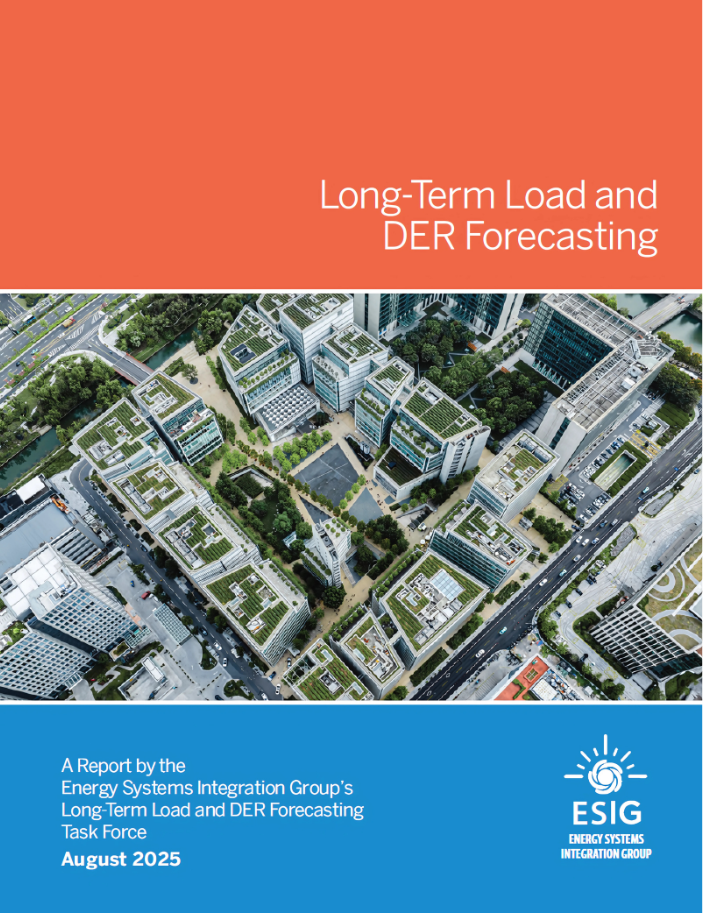 Long-Term Load and
DER Forecasting
A Report by the
Energy Systems Integration Group's
Long-Term Load and DER Forecasting
Task Force
August 2025
ESIG
ENERGY SYSTEMS
INTEGRATION GROUP